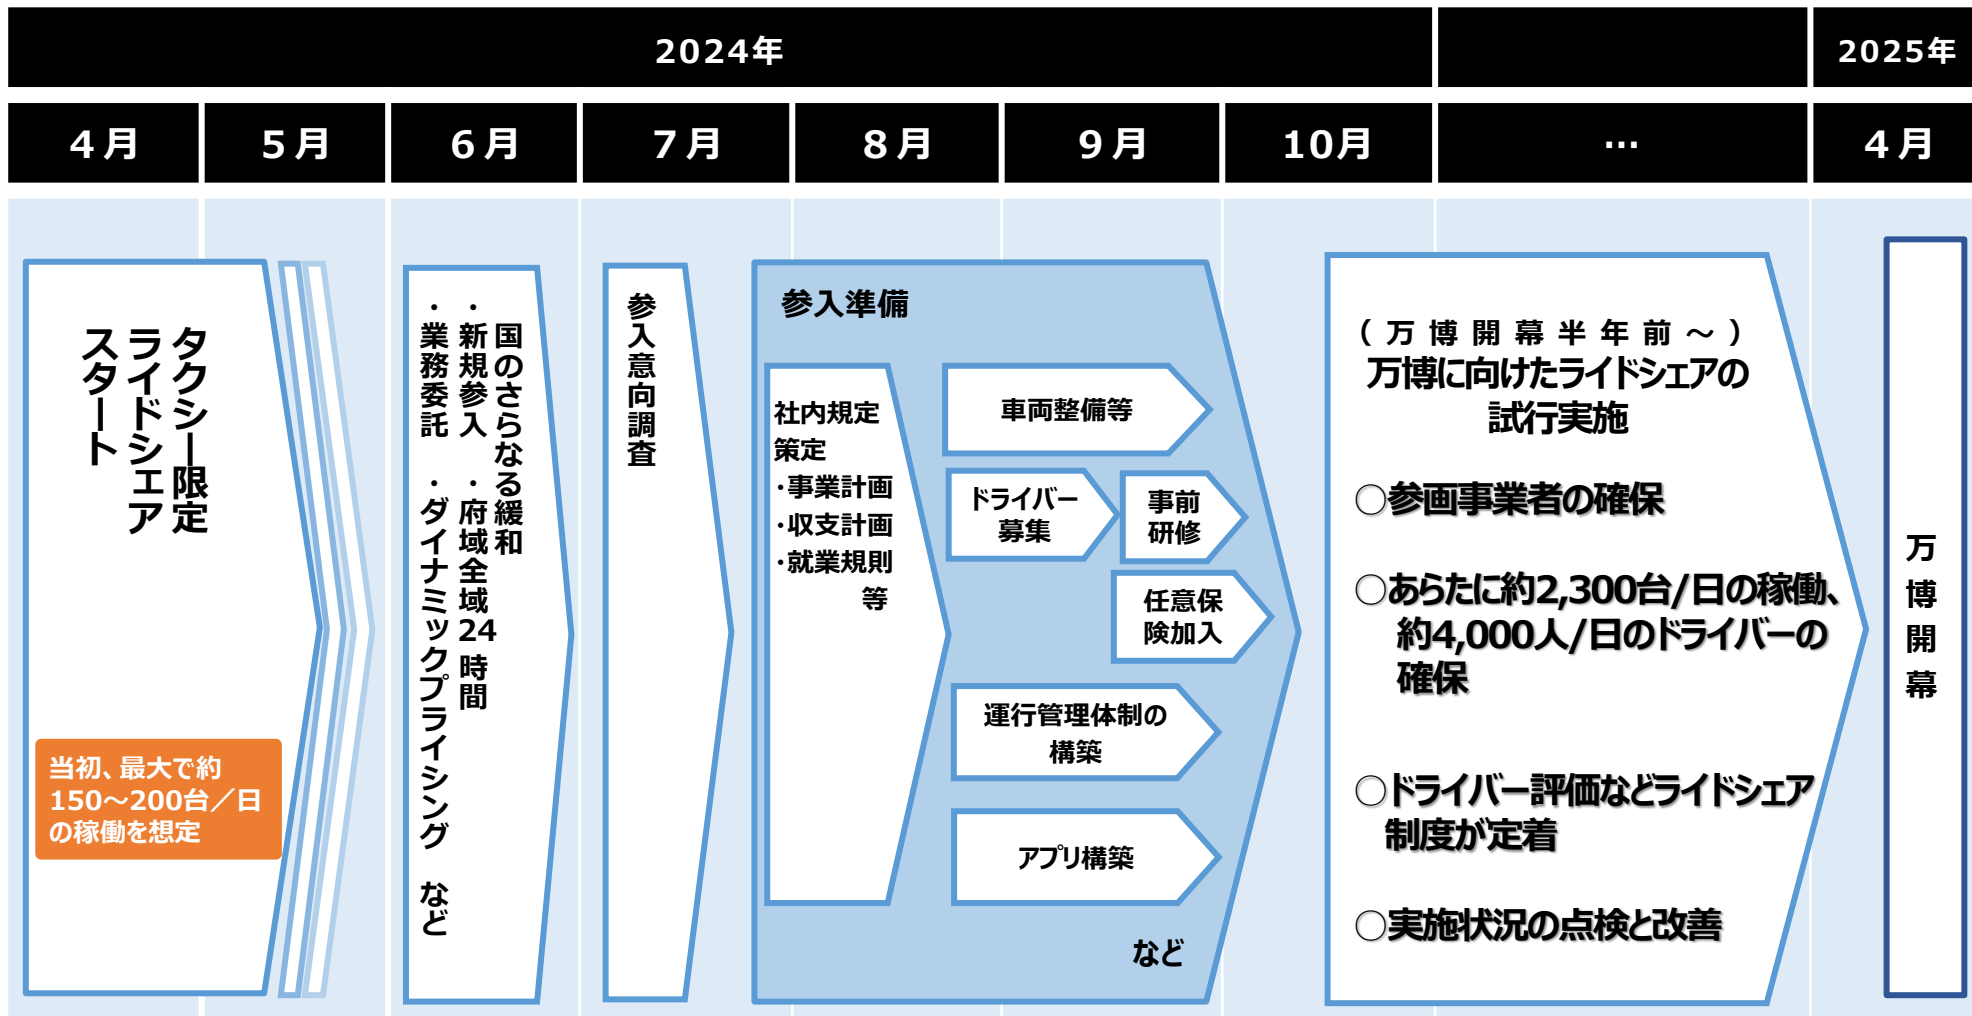 2024年
2025年
４月
５月
６月
７月
８月
９月
10月
…
４月
タクシー限定
ライドシェア
スタート
当初、最大で約
150～200台／日
の稼働を想定
国のさらなる緩和
・新規参入　・府域全域24時間
・業務委託　・ダイナミックプライシング　など
参入意向調査
参入準備
社内規定
策定
・事業計画
・収支計画
・就業規則
等
車両整備等
ドライバー
募集
事前
研修
任意保
険加入
運行管理体制の
構築
アプリ構築
など
（万博開幕半年前～）
万博に向けたライドシェアの
試行実施
○参画事業者の確保
○あらたに約2,300台/日の稼働、
約4,000人/日のドライバーの
確保
○ドライバー評価などライドシェア
制度が定着
○実施状況の点検と改善
万博開幕